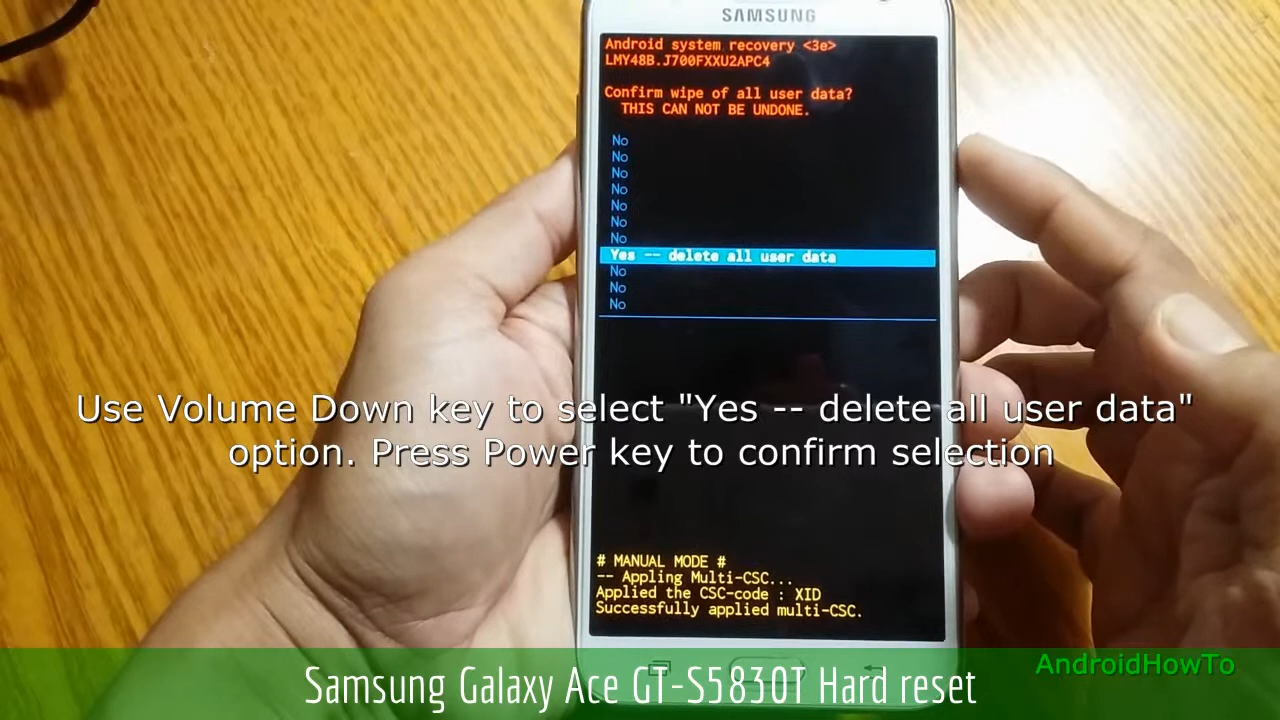 SAMSUNG
Android system recovery <3e>
LMY48B.J700FXXU2APC4
Confirm wipe of all user data?
THIS CAN NOT BE UNDONE.
No
No
No
No
No
No
No
Yes -- delete all user data
No
No
No
Use Volume Down key to select "Yes -- delete all user data"
option. Press Power key to confirm selection
# MANUAL MODE #
-- Appling Multi-CSC...
Applied the CSC-code : XID
Successfully applied multi-CSC.
AndroidHowTo
Samsung Galaxy Ace GT-S5830T Hard reset